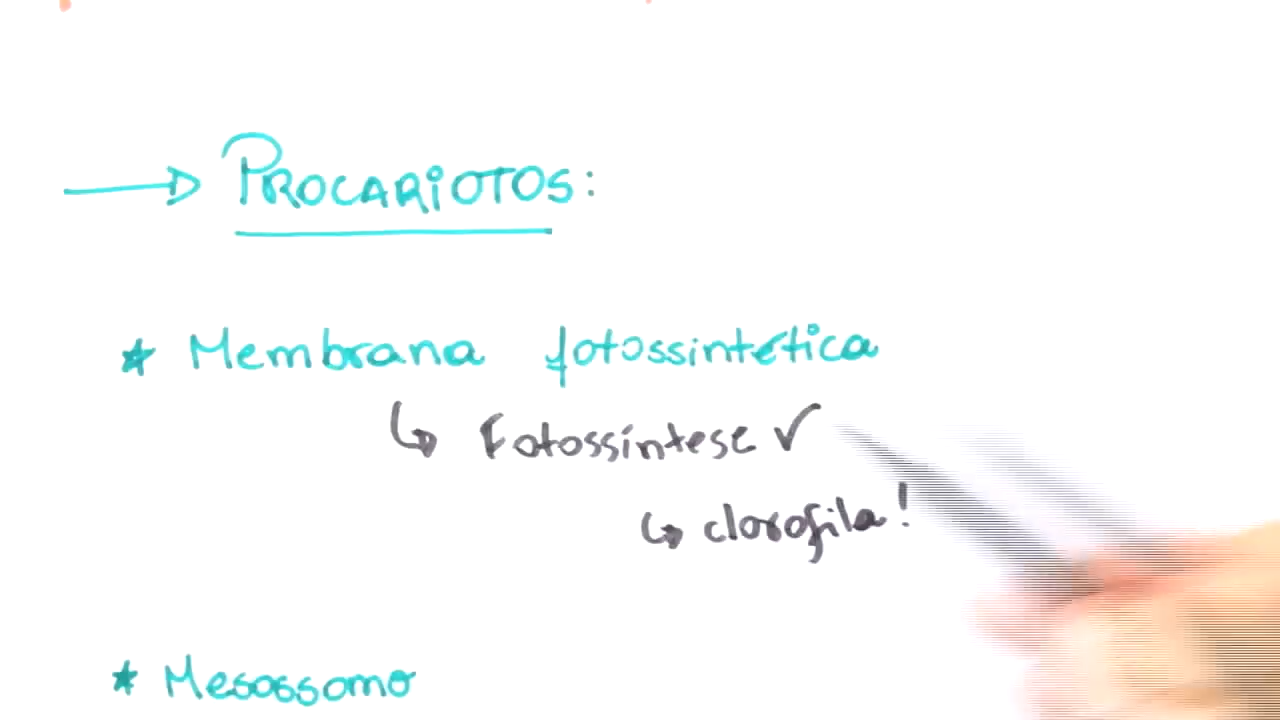 PROCARIOTOS:
* Membrana fotossintética
↳ Fotossíntese ✓
↳ clorofila!
* Mesossomo